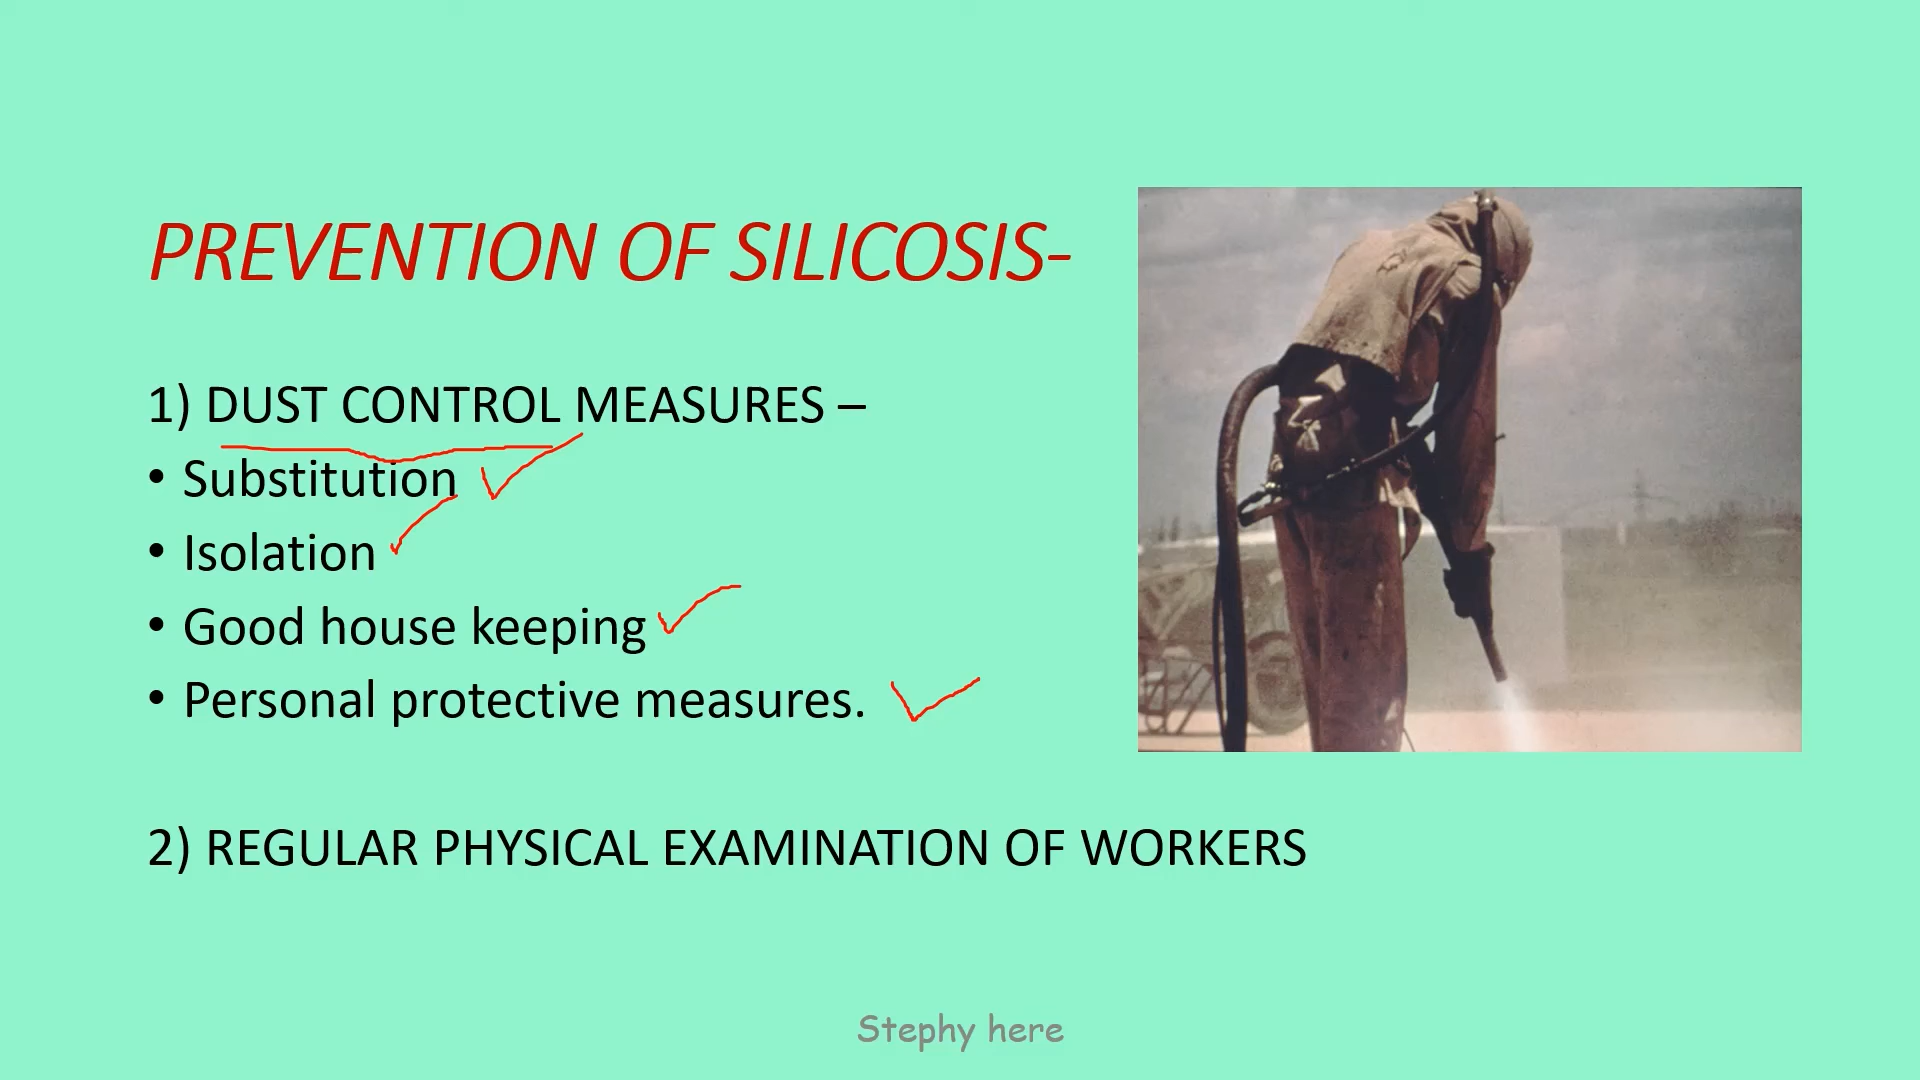 PREVENTION OF SILICOSIS-
1) DUST CONTROL MEASURES –
• Substitution
• Isolation
• Good house keeping
• Personal protective measures.
2) REGULAR PHYSICAL EXAMINATION OF WORKERS
Stephy here